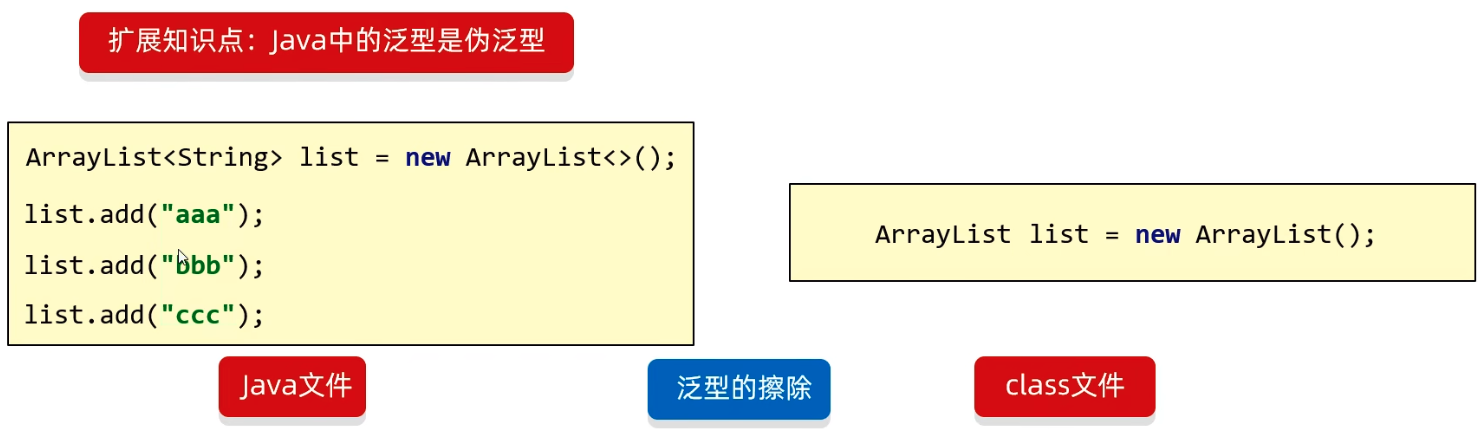 扩展知识点：Java中的泛型是伪泛型
ArrayList<String> list = new ArrayList<>();
list.add("aaa");
list.add("bbb");
list.add("ccc");
ArrayList list = new ArrayList();
Java文件
泛型的擦除
class文件